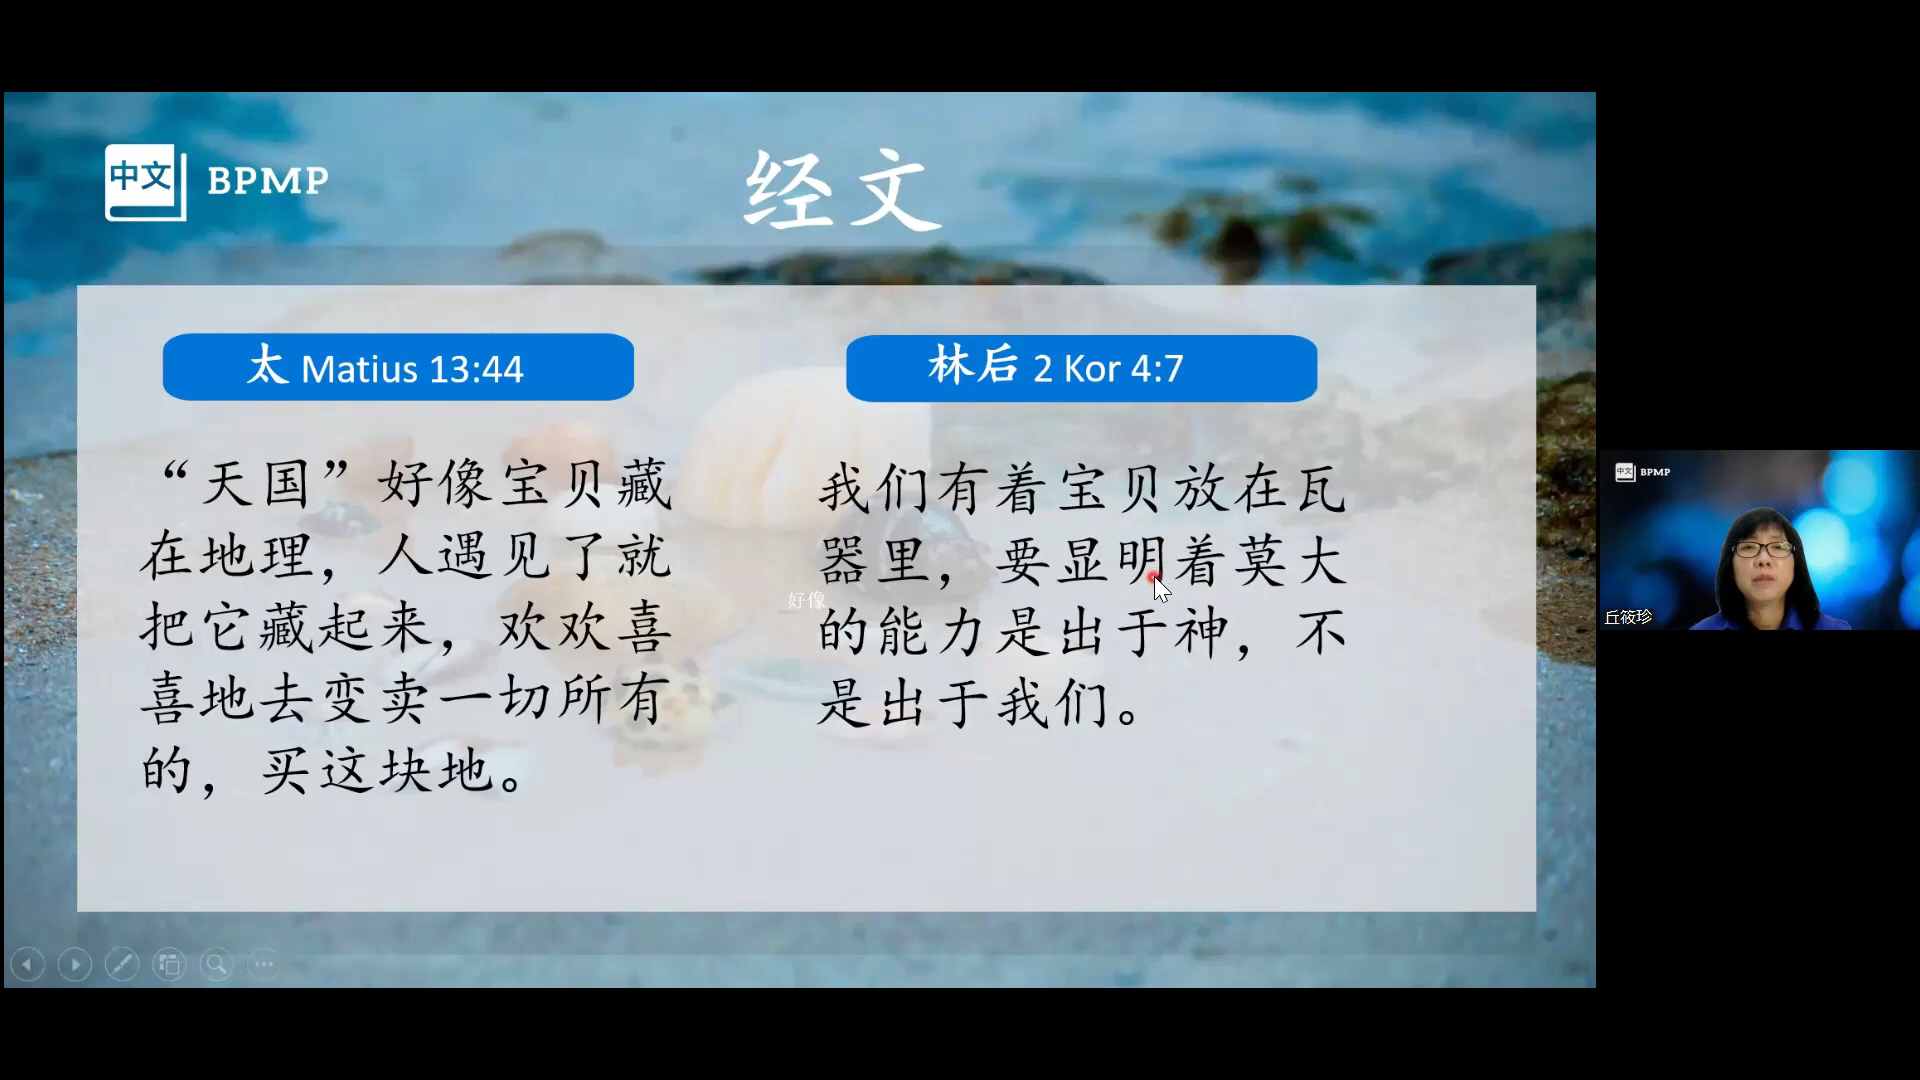 中文 BPMP
经文
太 Matius 13:44
“天国”好像宝贝藏
在地理，人遇见了就
把它藏起来，欢欢喜
喜地去变卖一切所有
的，买这块地。
林后 2 Kor 4:7
我们有着宝贝放在瓦
器里，要显明着莫大
的能力是出于神，不
是出于我们。
好像
中文 BPMP
丘筱珍